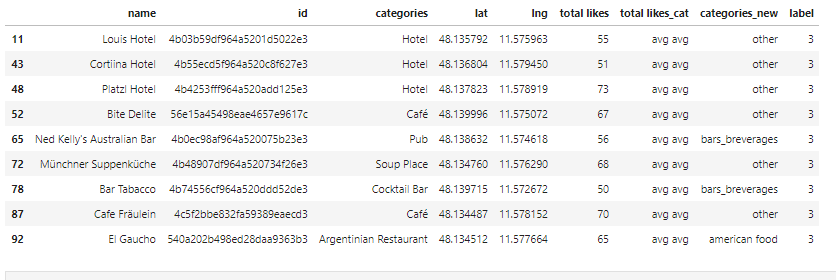 name id categories lat lng total likes total likes_cat categories_new label
11 Louis Hotel 4b03b59df964a5201d5022e3 Hotel 48.135792 11.575963 55 avg avg other 3
43 Cortiina Hotel 4b55ecd5f964a520c8f627e3 Hotel 48.136804 11.579450 51 avg avg other 3
48 Platzl Hotel 4b4253fff964a520add125e3 Hotel 48.137823 11.578919 73 avg avg other 3
52 Bite Delite 56e15a45498eae4657e9617c Café 48.139996 11.575072 67 avg avg other 3
65 Ned Kelly's Australian Bar 4b0ec98af964a520075b23e3 Pub 48.138632 11.574618 56 avg avg bars_breverages 3
72 Münchner Suppenküche 4b48907df964a520734f26e3 Soup Place 48.134760 11.576290 68 avg avg other 3
78 Bar Tabacco 4b74556cf964a520ddd52de3 Cocktail Bar 48.139715 11.572672 50 avg avg bars_breverages 3
87 Cafe Fräulein 4c5f2bbe832fa59389eaecd3 Café 48.134487 11.578152 70 avg avg other 3
92 El Gaucho 540a202b498ed28daa9363b3 Argentinian Restaurant 48.134512 11.577664 65 avg avg american food 3